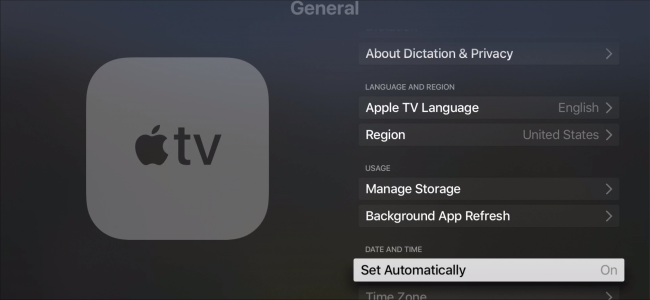 General
About Dictation & Privacy
LANGUAGE AND REGION
Apple TV Language English
Region United States
USAGE
Manage Storage
Background App Refresh
DATE AND TIME
Set Automatically On
Time Zone
tv